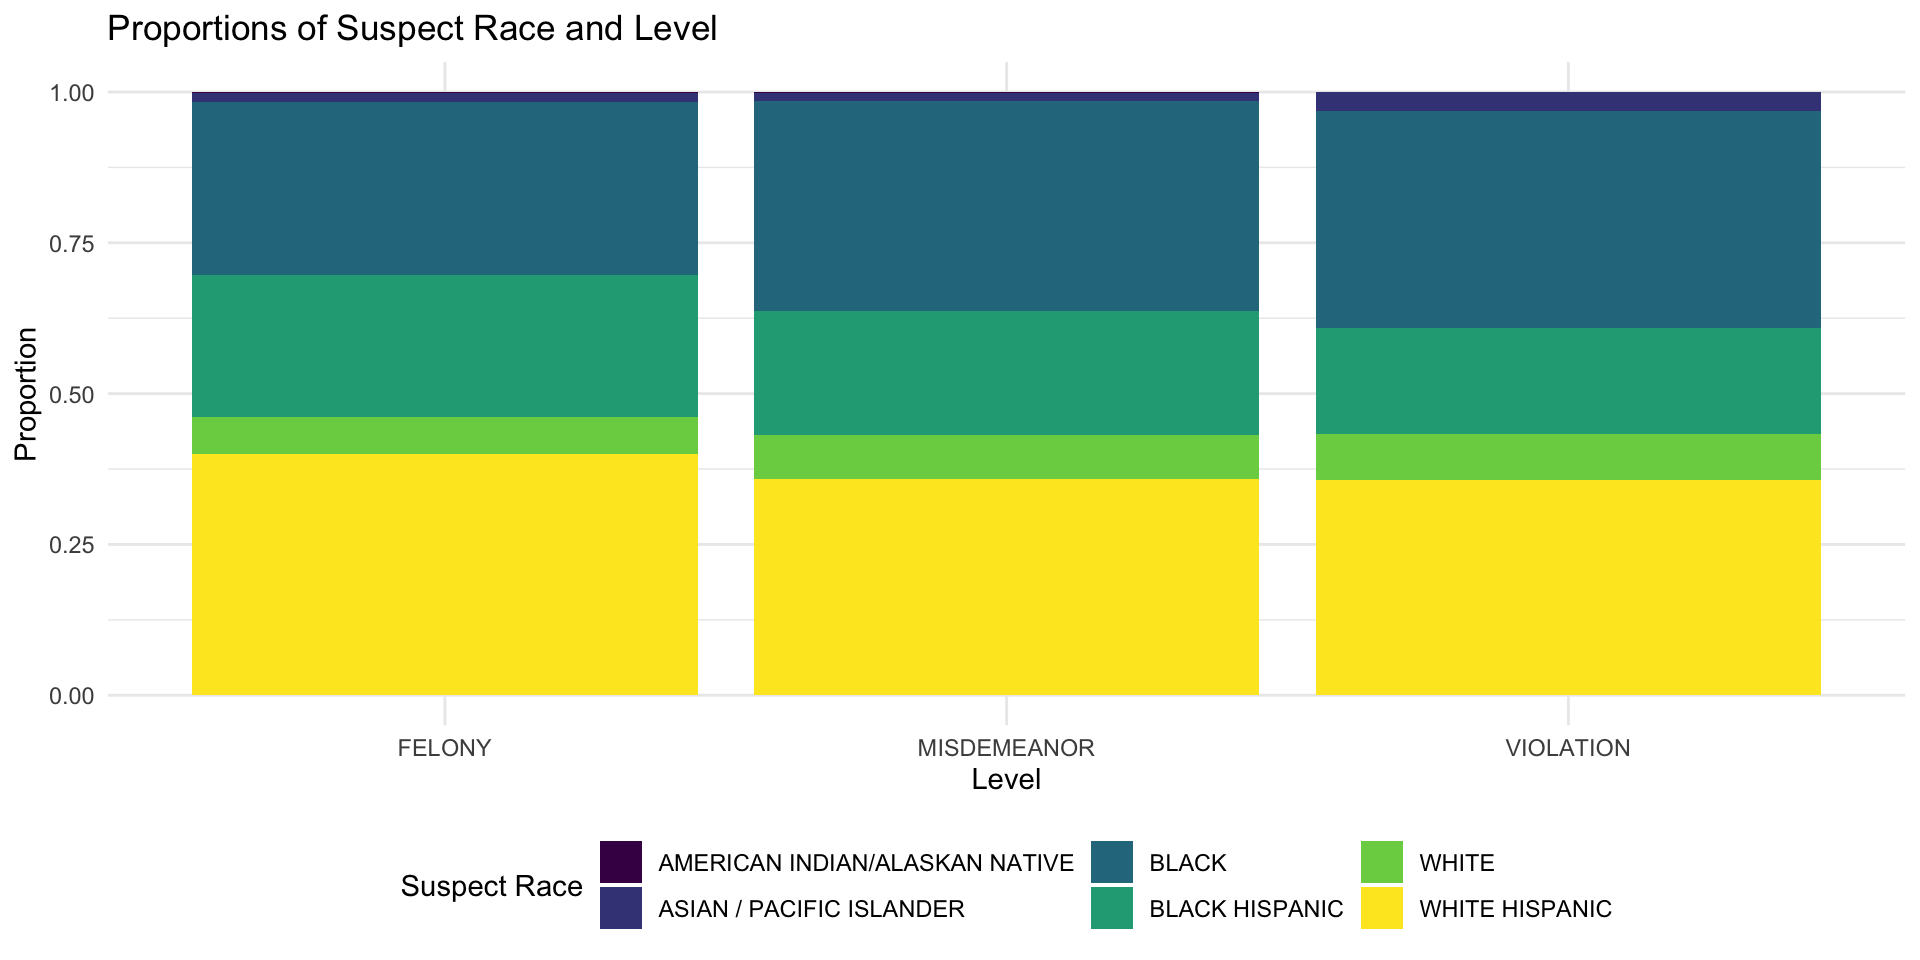 Proportions of Suspect Race and Level
Proportion
1.00
0.75
0.50
0.25
0.00
FELONY MISDEMEANOR VIOLATION
Level
Suspect Race
AMERICAN INDIAN/ALASKAN NATIVE BLACK WHITE
ASIAN / PACIFIC ISLANDER BLACK HISPANIC WHITE HISPANIC